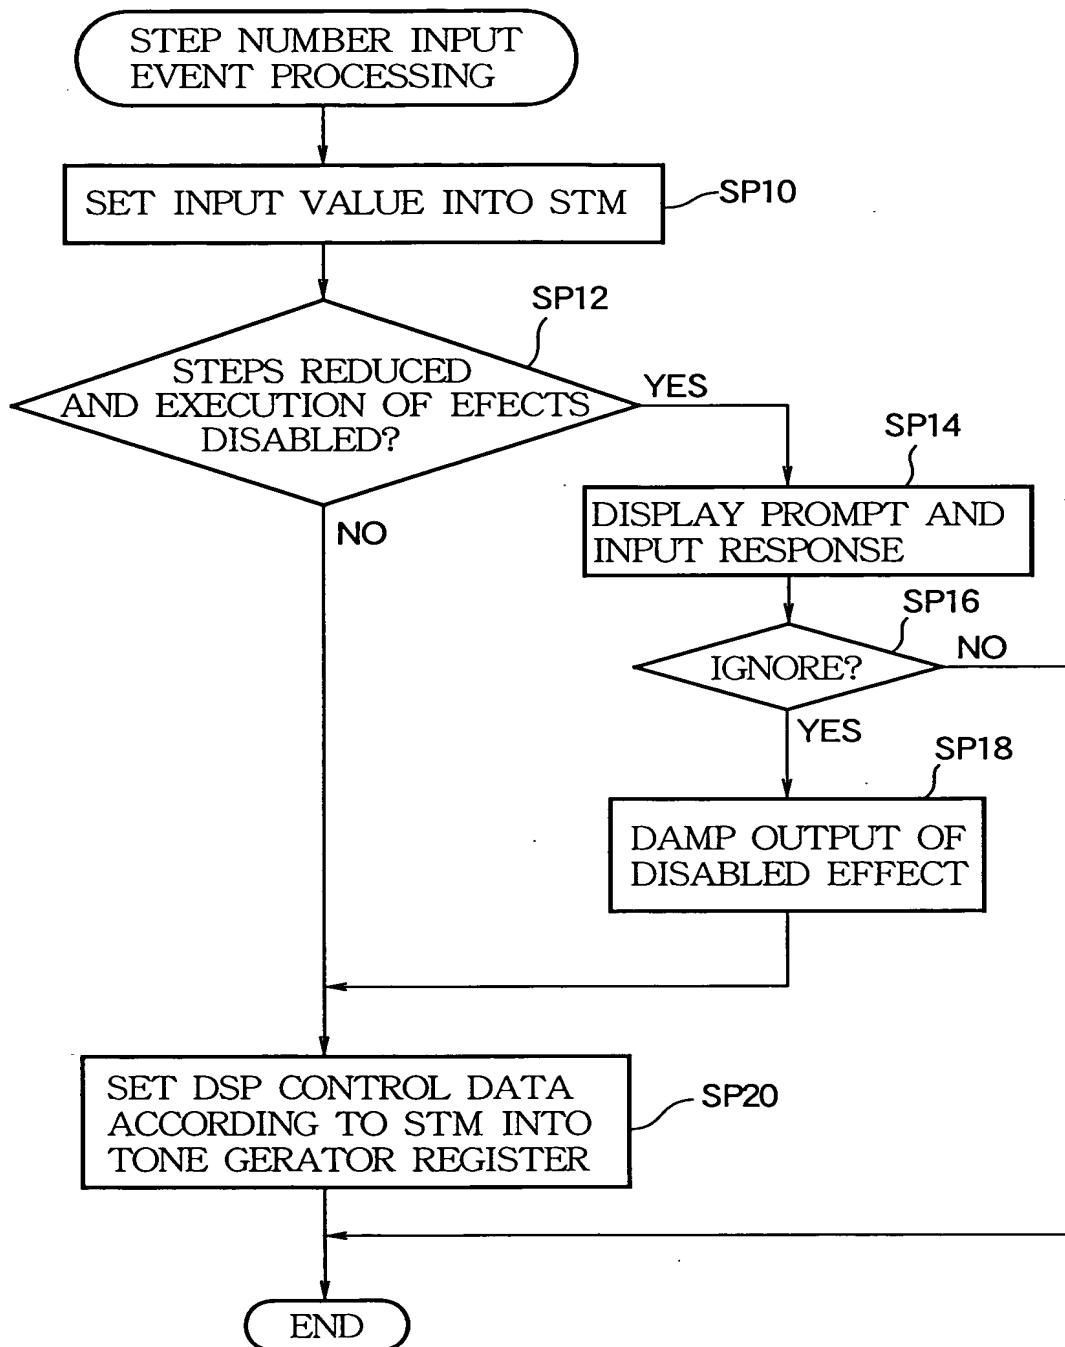 STEP NUMBER INPUT
EVENT PROCESSING
SET INPUT VALUE INTO STM
SP10
SP12
STEPS REDUCED
AND EXECUTION OF EFECTS
DISABLED?
YES
NO
SP14
DISPLAY PROMPT AND
INPUT RESPONSE
SP16
IGNORE?
NO
YES
SP18
DAMP OUTPUT OF
DISABLED EFFECT
SET DSP CONTROL DATA
ACCORDING TO STM INTO
TONE GERATOR REGISTER
SP20
END